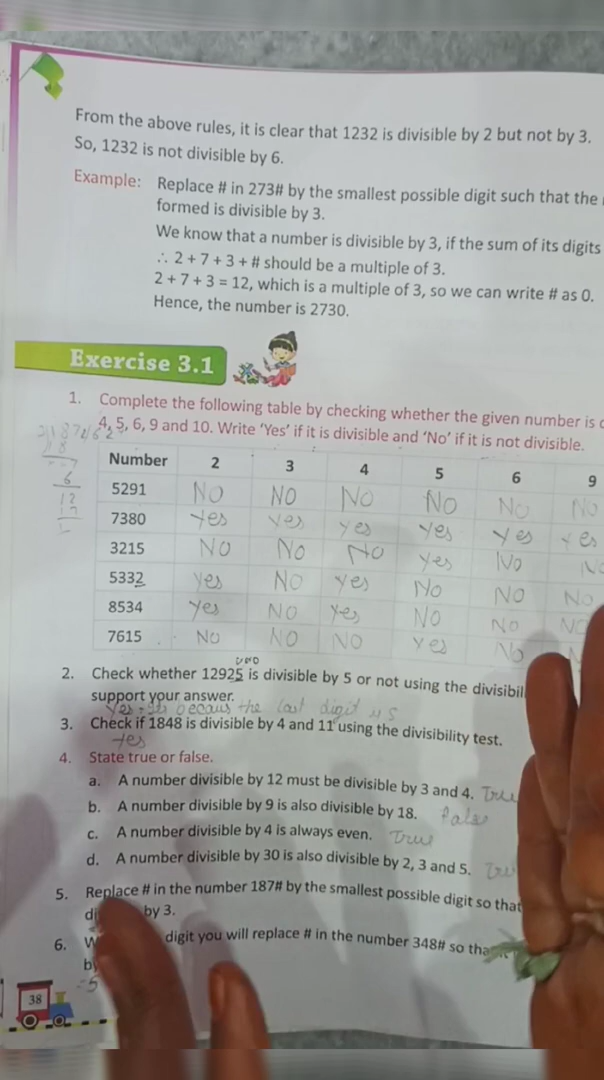 From the above rules, it is clear that 1232 is divisible by 2 but not by 3.
So, 1232 is not divisible by 6.
Example: Replace # in 273# by the smallest possible digit such that the
formed is divisible by 3.
We know that a number is divisible by 3, if the sum of its digits
∴ 2 + 7 + 3 + # should be a multiple of 3.
2 + 7 + 3 = 12, which is a multiple of 3, so we can write # as 0.
Hence, the number is 2730.
Exercise 3.1
1. Complete the following table by checking whether the given number is
4, 5, 6, 9 and 10. Write 'Yes' if it is divisible and 'No' if it is not divisible.
Number 2 3 4 5 6 9
5291 NO NO NO NO NO NO
7380 Yes Yes Yes Yes Yes Yes
3215 NO No No Yes No
5332 Yes NO Yes No NO No
8534 Yes NO Yes NO NO NO
7615 No NO NO Yes No
2. Check whether 12925 is divisible by 5 or not using the
support your answer.
becaus the last digit is 5
3. Check if 1848 is divisible by 4 and 11 using the divisibility test.
Yes
4. State true or false.
a. A number divisible by 12 must be divisible by 3 and 4. True
b. A number divisible by 9 is also divisible by 18. False
c. A number divisible by 4 is always even. True
d. A number divisible by 30 is also divisible by 2, 3 and 5.
5. Replace # in the number 187# by the smallest possible digit so that
by 3.
6. digit you will replace # in the number 348# so
by
=5
38